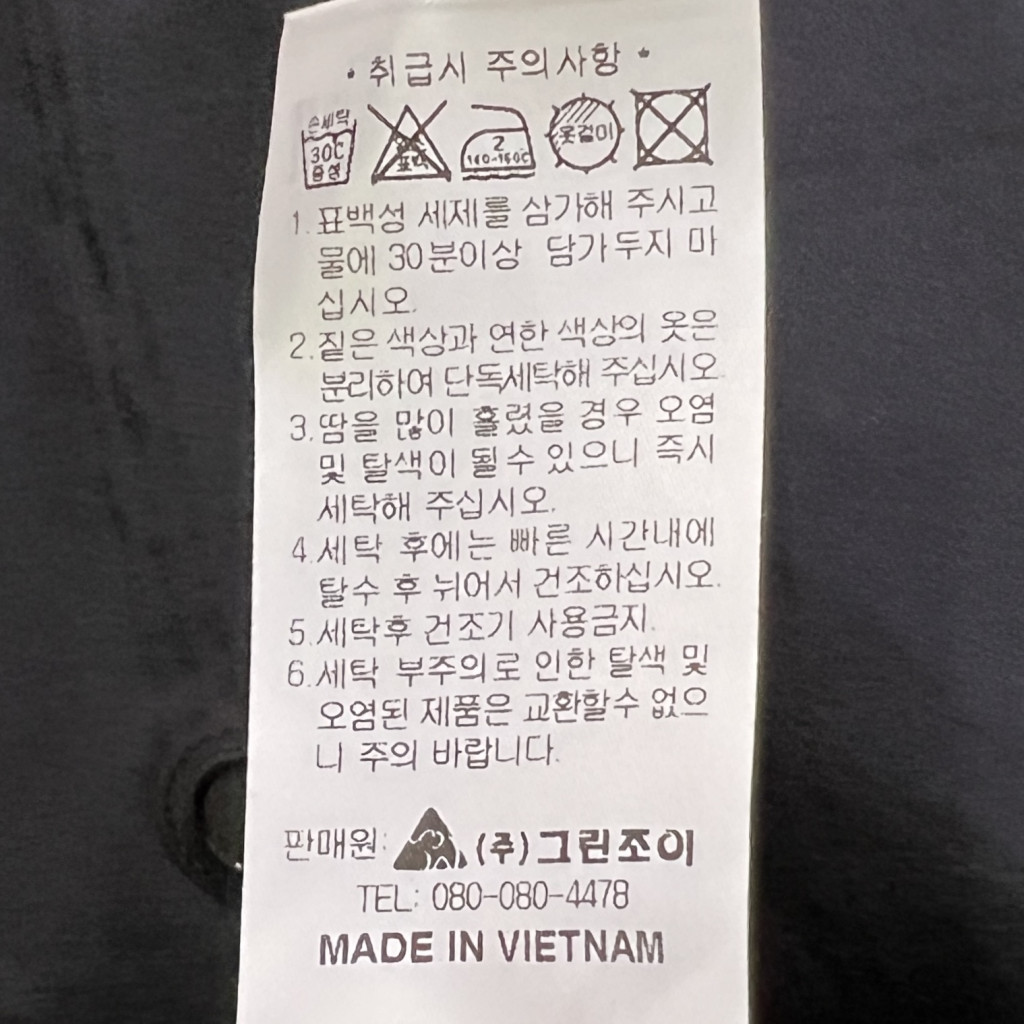 · 취급시 주의사항 ·
손세탁
30C
중성
표백
2
140-160C
옷걸이
1. 표백성 세제를 삼가해 주시고
물에 30분이상 담가두지 마
십시오.
2. 짙은 색상과 연한 색상의 옷은
분리하여 단독세탁해 주십시오
3. 땀을 많이 흘렸을 경우 오염
및 탈색이 될수 있으니 즉시
세탁해 주십시오.
4. 세탁 후에는 빠른 시간내에
탈수 후 뉘어서 건조하십시오.
5. 세탁후 건조기 사용금지.
6. 세탁 부주의로 인한 탈색 및
오염된 제품은 교환할수 없으
니 주의 바랍니다.
판매원: (주)그린조이
TEL: 080-080-4478
MADE IN VIETNAM